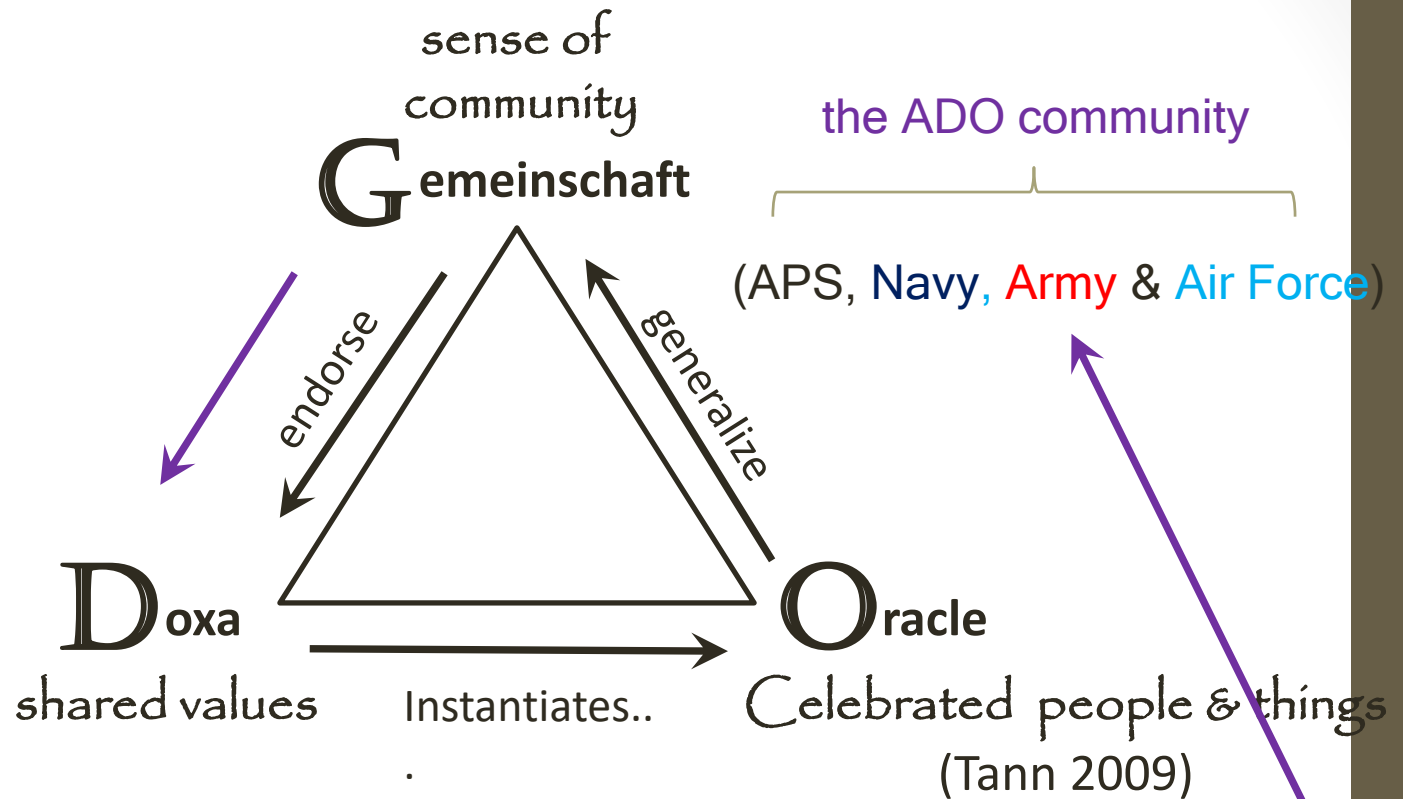 sense of
community
Gemeinschaft
the ADO community
(APS, Navy, Army & Air Force)
endorse
generalize
Doxa
shared values
Instantiates..
.
Oracle
Celebrated people & things
(Tann 2009)